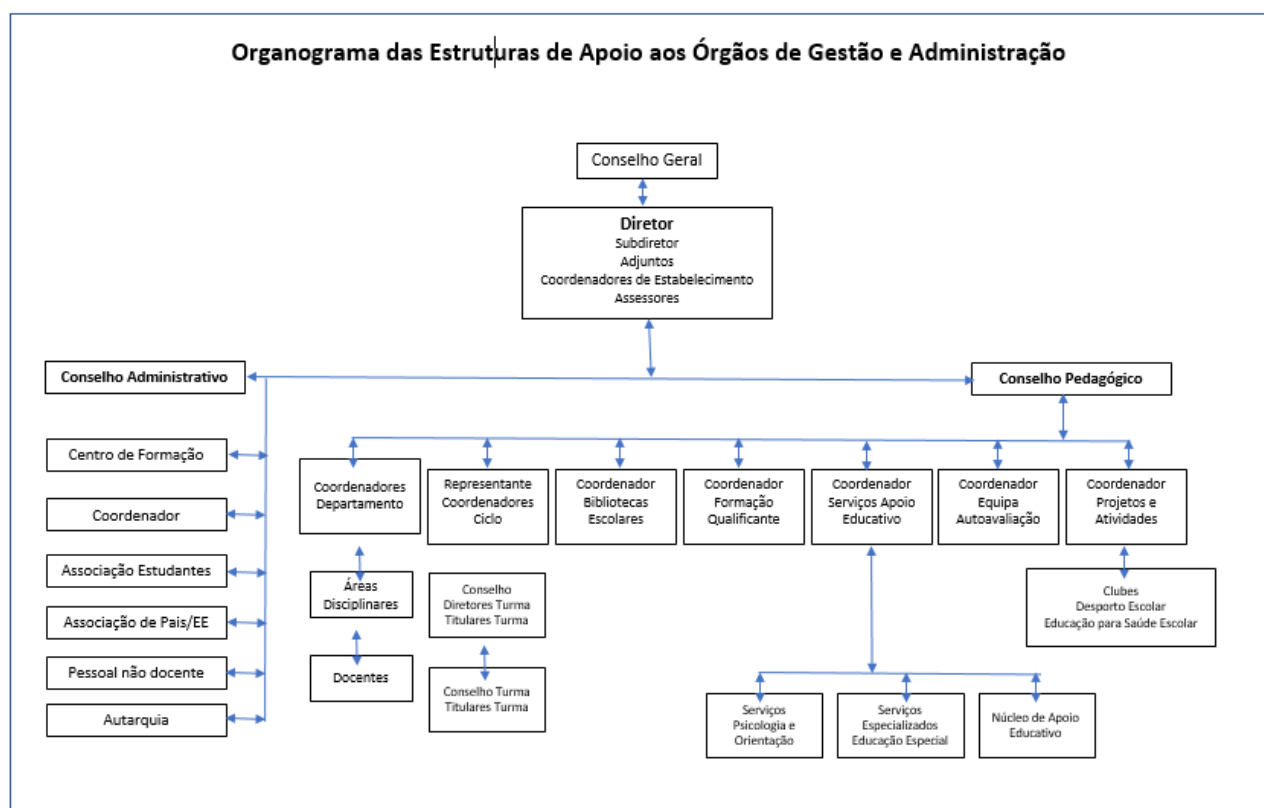 Organograma das Estruturas de Apoio aos Órgãos de Gestão e Administração
Conselho Geral
Diretor
Subdiretor
Adjuntos
Coordenadores de Estabelecimento
Assessores
Conselho Administrativo
Conselho Pedagógico
Centro de Formação
Coordenador
Associação Estudantes
Associação de Pais/EE
Pessoal não docente
Autarquia
Coordenadores
Departamento
Representante
Coordenadores
Ciclo
Coordenador
Bibliotecas
Escolares
Coordenador
Formação
Qualificante
Coordenador
Serviços Apoio
Educativo
Coordenador
Equipa
Autoavaliação
Coordenador
Projetos e
Atividades
Áreas
Disciplinares
Docentes
Conselho
Diretores Turma
Titulares Turma
Conselho Turma
Titulares Turma
Clubes
Desporto Escolar
Educação para Saúde Escolar
Serviços
Psicologia e
Orientação
Serviços
Especializados
Educação Especial
Núcleo de Apoio
Educativo